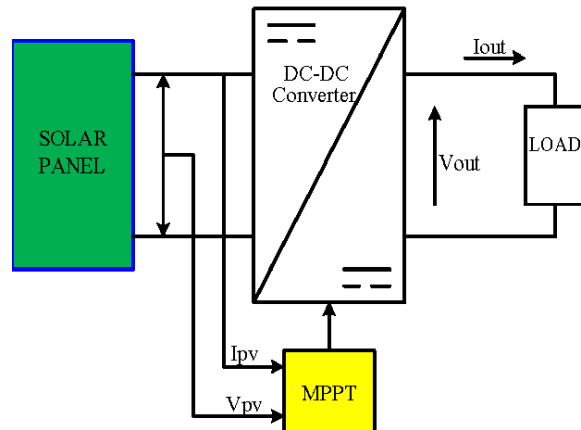 SOLAR
PANEL
DC-DC
Converter
Iout
Vout
LOAD
Ipv
Vpv
MPPT